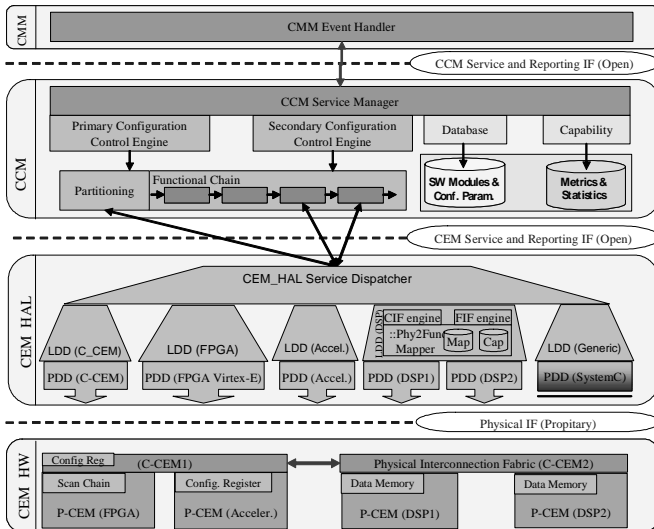 CMM
CMM Event Handler
CCM Service and Reporting IF (Open)
CCM
CCM Service Manager
Primary Configuration
Control Engine
Secondary Configuration
Control Engine
Database
Capability
Partitioning
Functional Chain
SW Modules &
Conf. Param.
Metrics &
Statistics
CEM Service and Reporting IF (Open)
CEM HAL
CEM_HAL Service Dispatcher
LDD (C_CEM)
LDD (FPGA)
LDD (Accel.)
LDD (DSP)
CIF engine
FIF engine
::Phy2Func
Mapper
Map
Cap
LDD (Generic)
PDD (C-CEM)
PDD (FPGA Virtex-E)
PDD (Accel.)
PDD (DSP1)
PDD (DSP2)
PDD (SystemC)
Physical IF (Propitary)
CEM HW
Config Reg
(C-CEM1)
Physical Interconnection Fabric (C-CEM2)
Scan Chain
Config. Register
Data Memory
Data Memory
P-CEM (FPGA)
P-CEM (Acceler.)
P-CEM (DSP1)
P-CEM (DSP2)